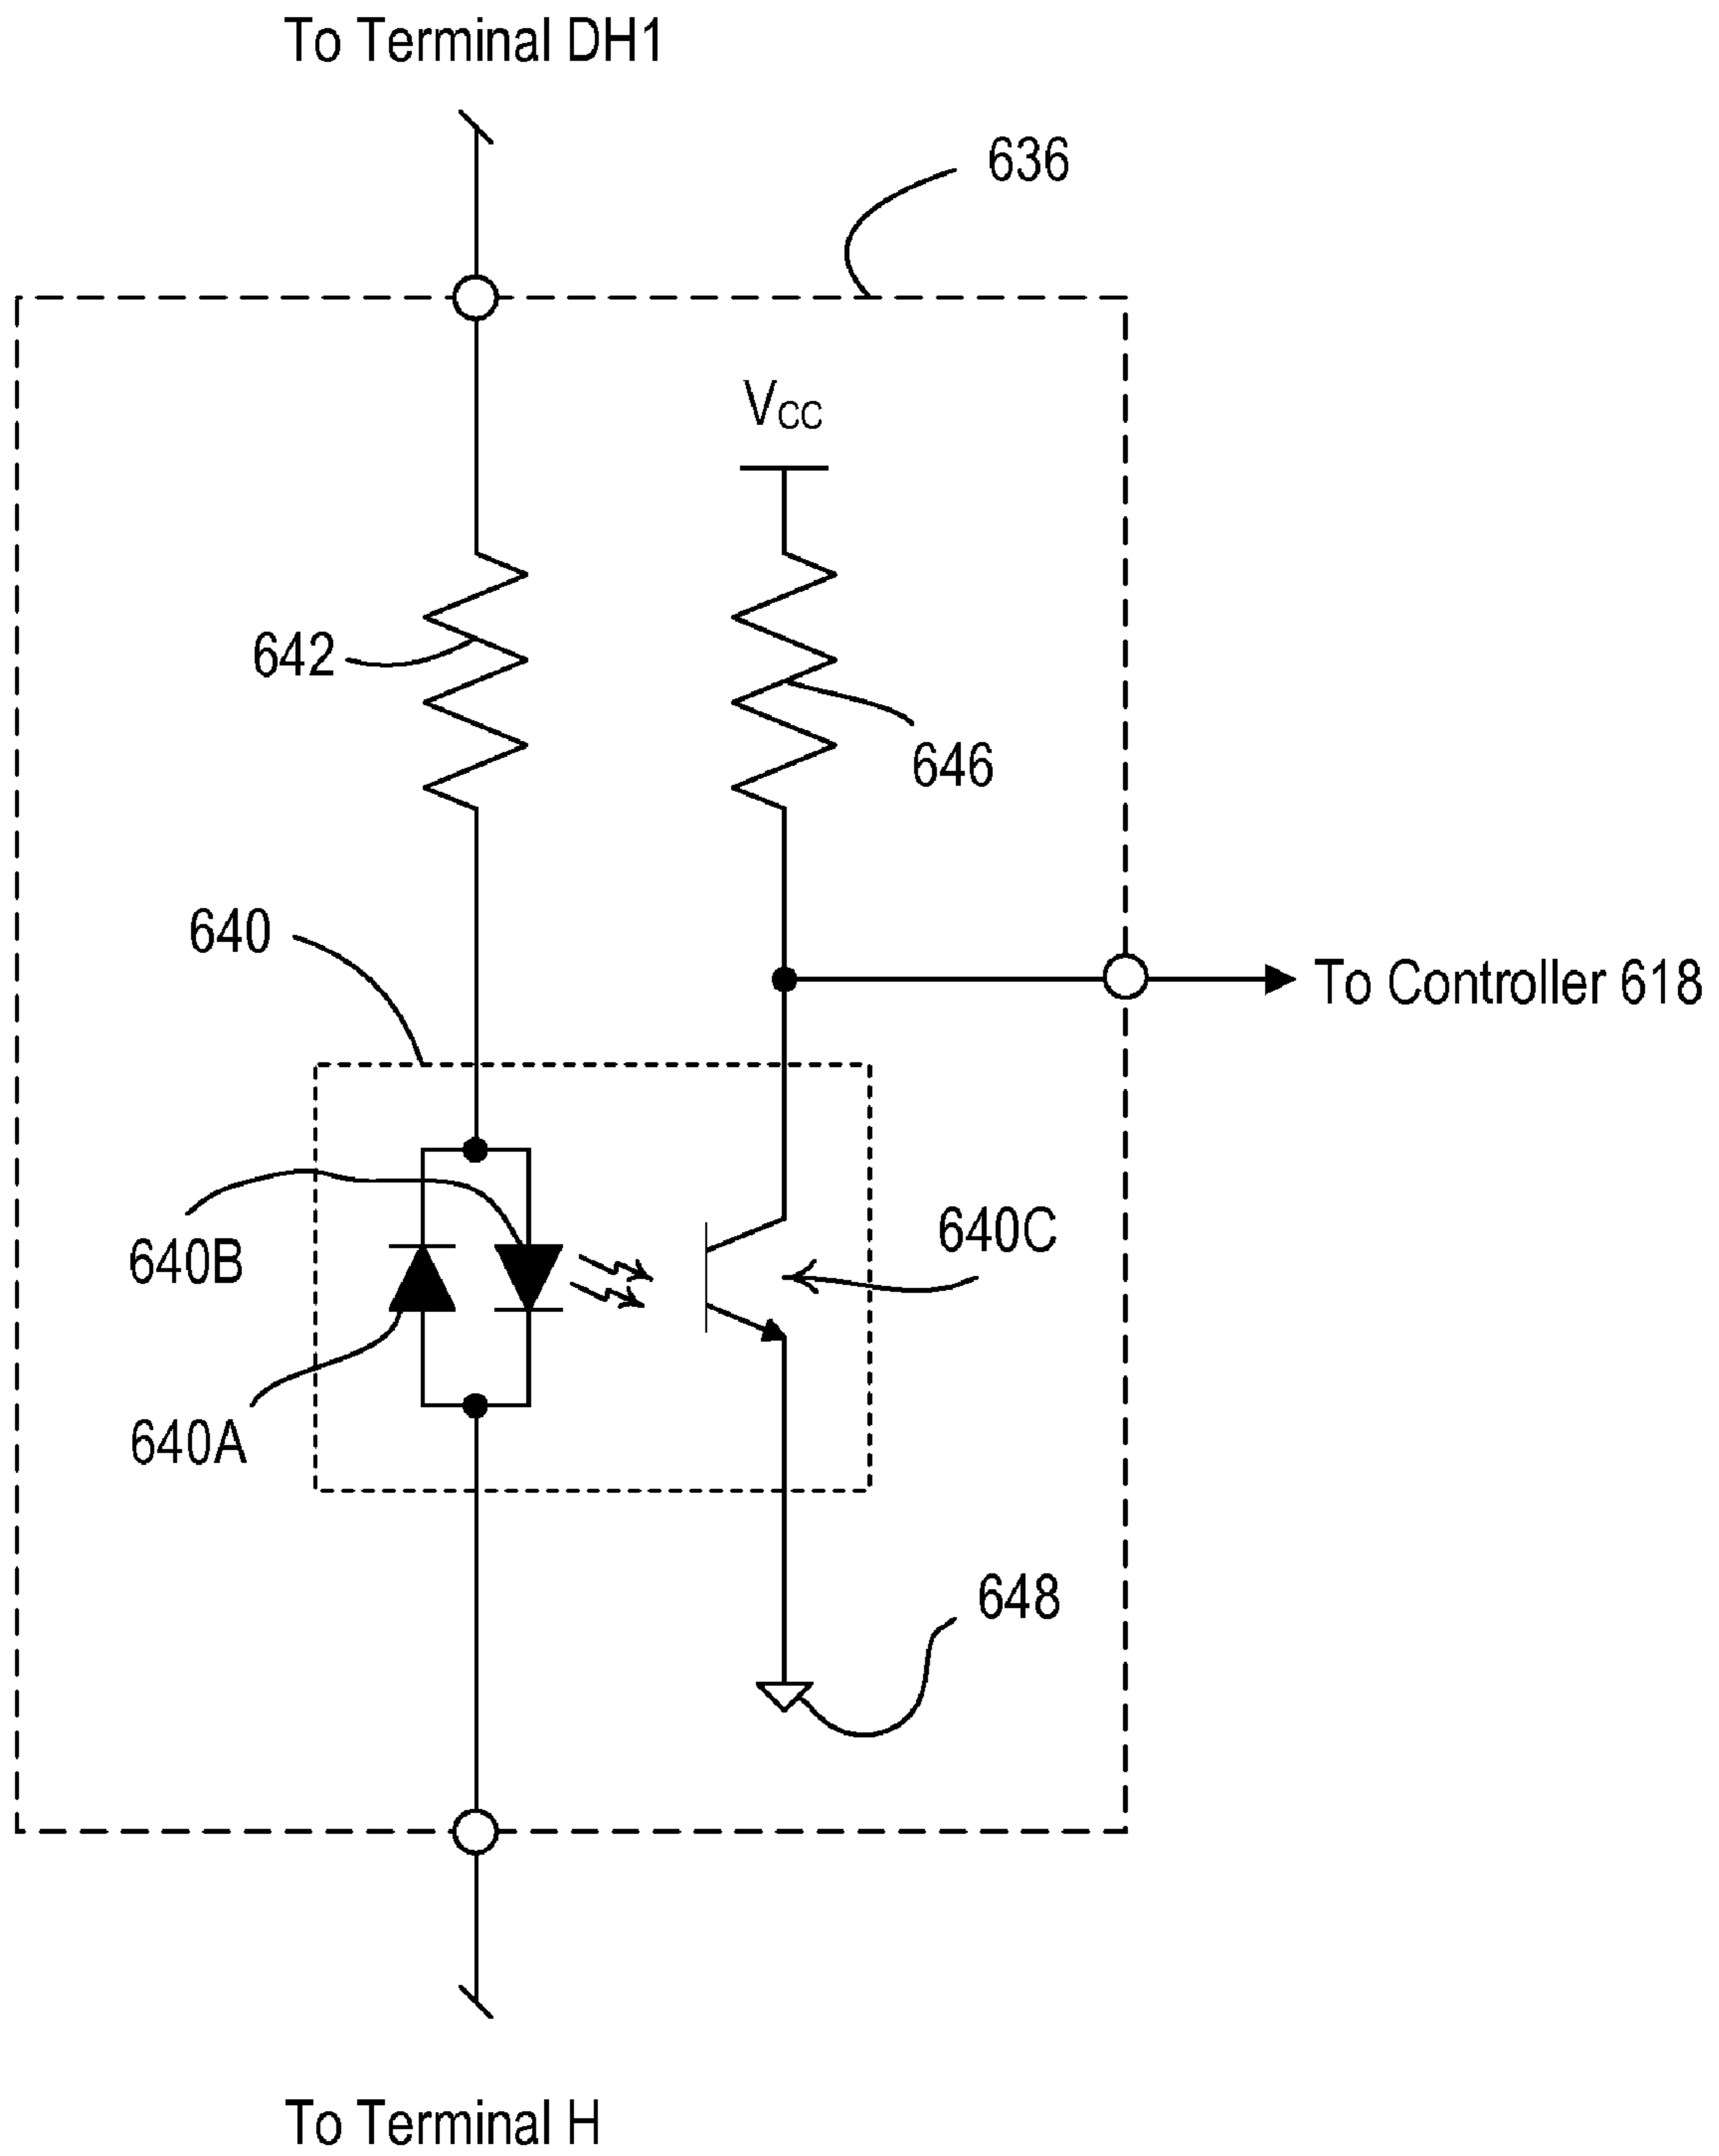 To Terminal DH1
636
VCC
642
646
640
To Controller 618
640B
640C
640A
648
To Terminal H